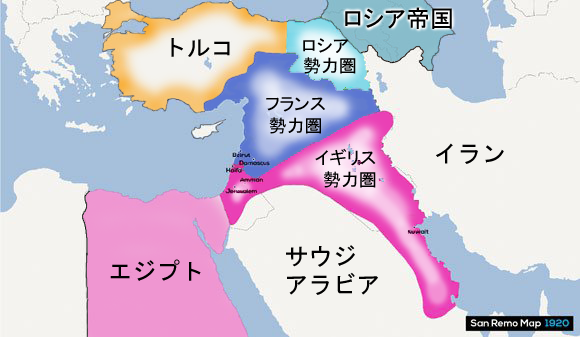 ロシア帝国
トルコ
ロシア
勢力圏
フランス
勢力圏
Beirut
Damascus
Haifa
Amman
Jerusalem
イギリス
勢力圏
イラン
Kuwait
エジプト
サウジ
アラビア
San Remo Map 1920